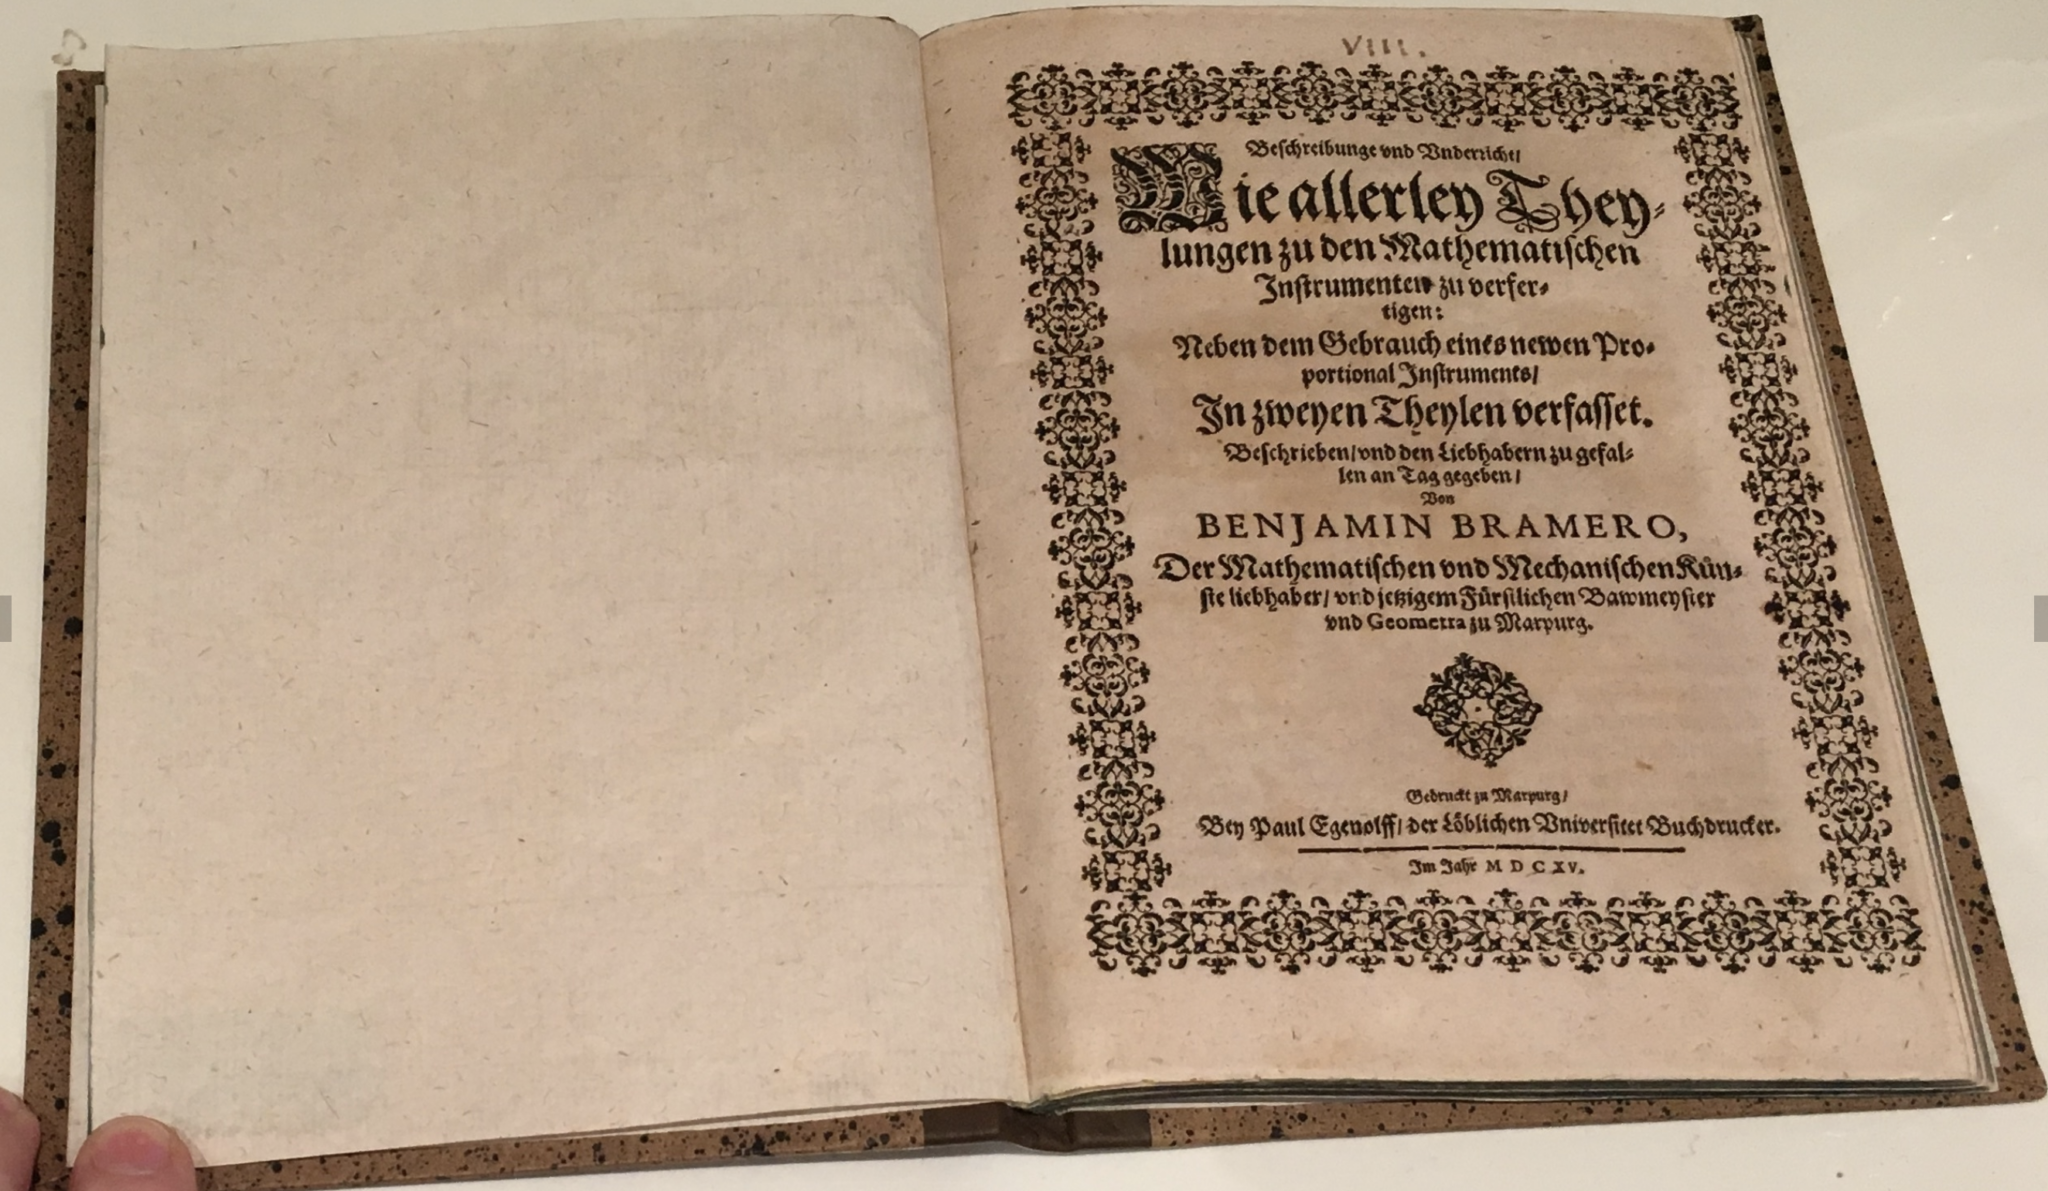 VIII.
Beschreibunge vnd Vnderricht/
Wie allerley They-
lungen zu den Mathematischen
Instrumenten zu verfer-
tigen:
Neben dem Gebrauch eines newen Pro-
portional Instruments/
In zweyen Theylen verfasset.
Beschrieben/ vnd den Liebhabern zu gefal-
len an Tag gegeben/
Von
BENJAMIN BRAMERO,
Der Mathematischen vnd Mechanischen Kün-
ste liebhaber/ vnd jetzigem Fürstlichen Bawmeyster
vnd Geometra zu Marpurg.
Gedruckt zu Marpurg/
Bey Paul Egenolff/ der Löblichen Vniversitet Buchdrucker.
Im Jahr M D C XV.